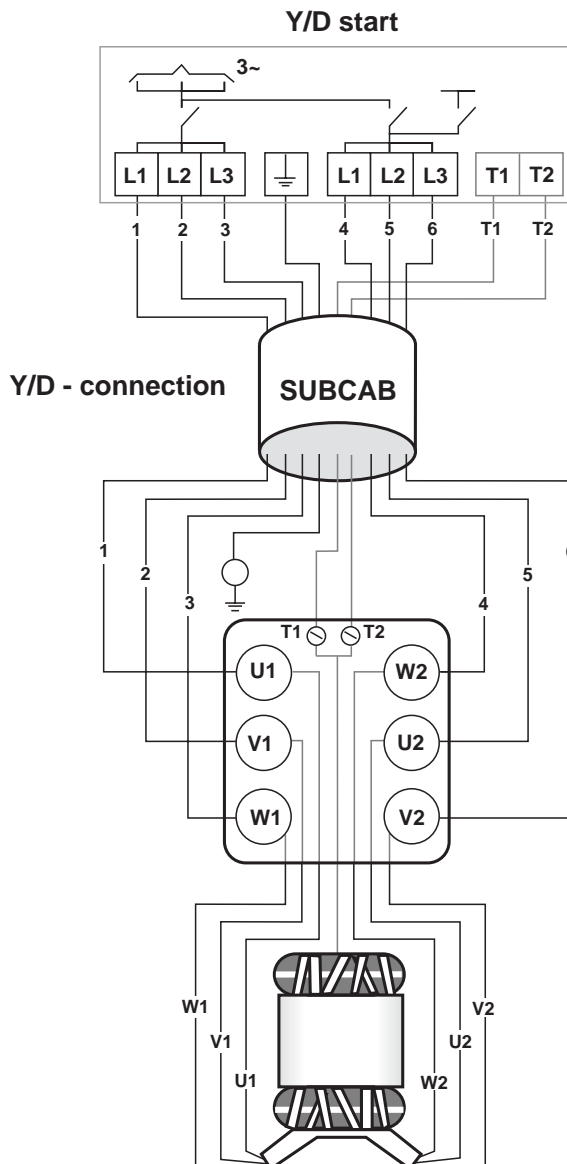 Y/D start
3~
L1 L2 L3 L1 L2 L3 T1 T2
1 2 3 4 5 6 T1 T2
Y/D - connection
SUBCAB
1
2
3
4
5
T1 T2
U1 W2
V1 U2
W1 V2
W1
V1
U1
V2
U2
W2